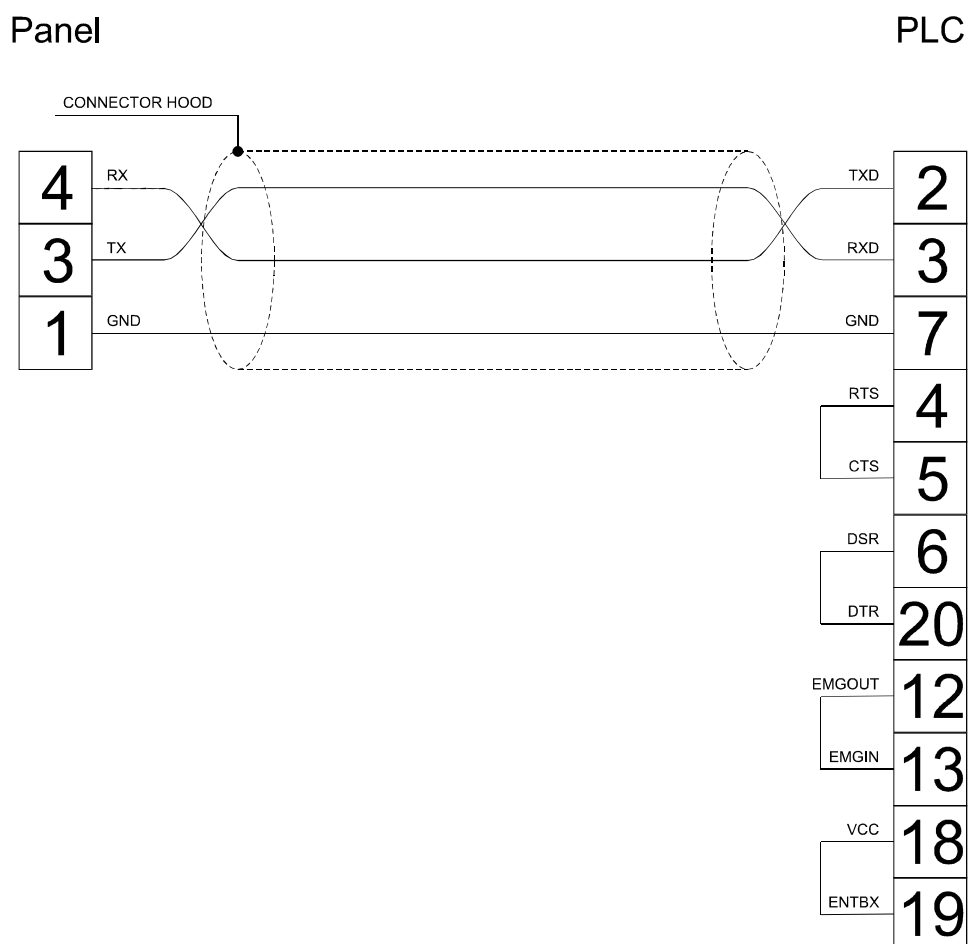 Panel PLC
CONNECTOR HOOD
4 RX TXD 2
3 TX RXD 3
1 GND GND 7
RTS 4
CTS 5
DSR 6
DTR 20
EMGOUT 12
EMGIN 13
VCC 18
ENTBX 19